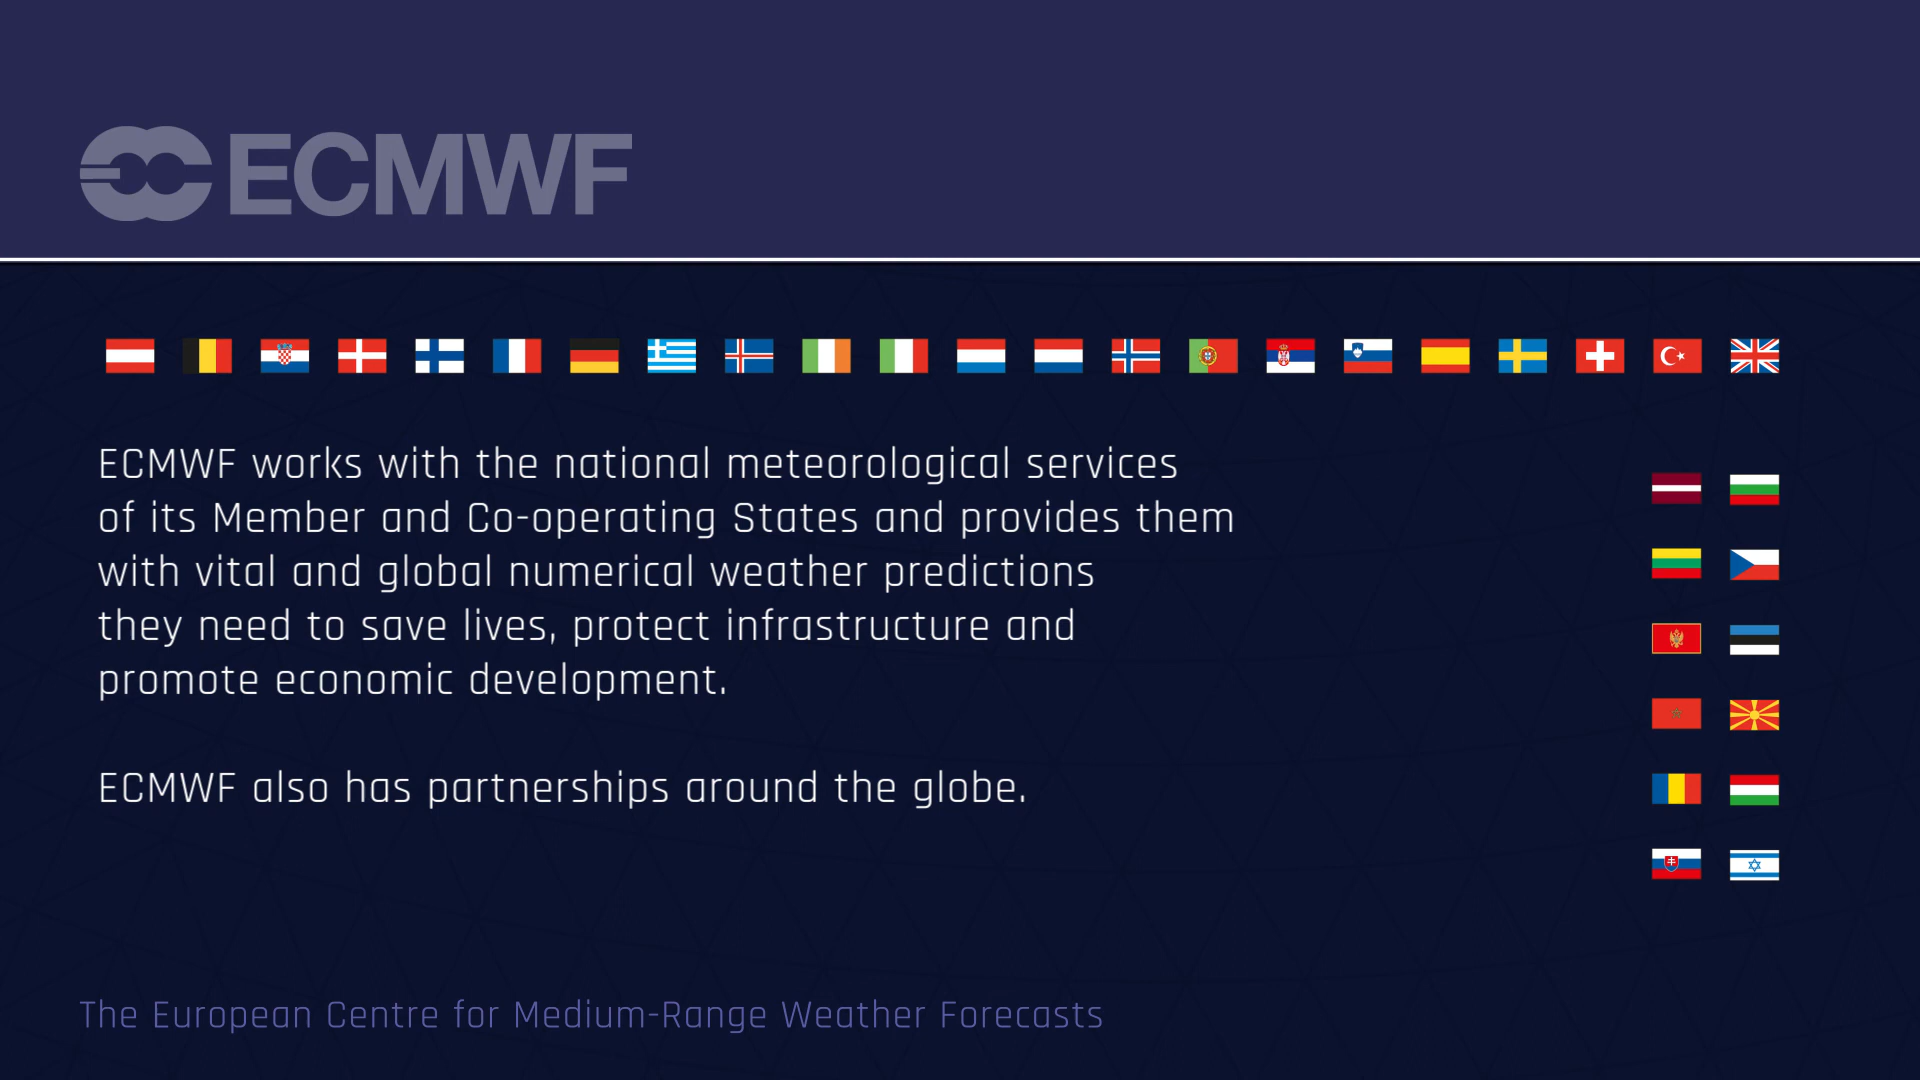 ECMWF
ECMWF works with the national meteorological services
of its Member and Co-operating States and provides them
with vital and global numerical weather predictions
they need to save lives, protect infrastructure and
promote economic development.
ECMWF also has partnerships around the globe.
The European Centre for Medium-Range Weather Forecasts